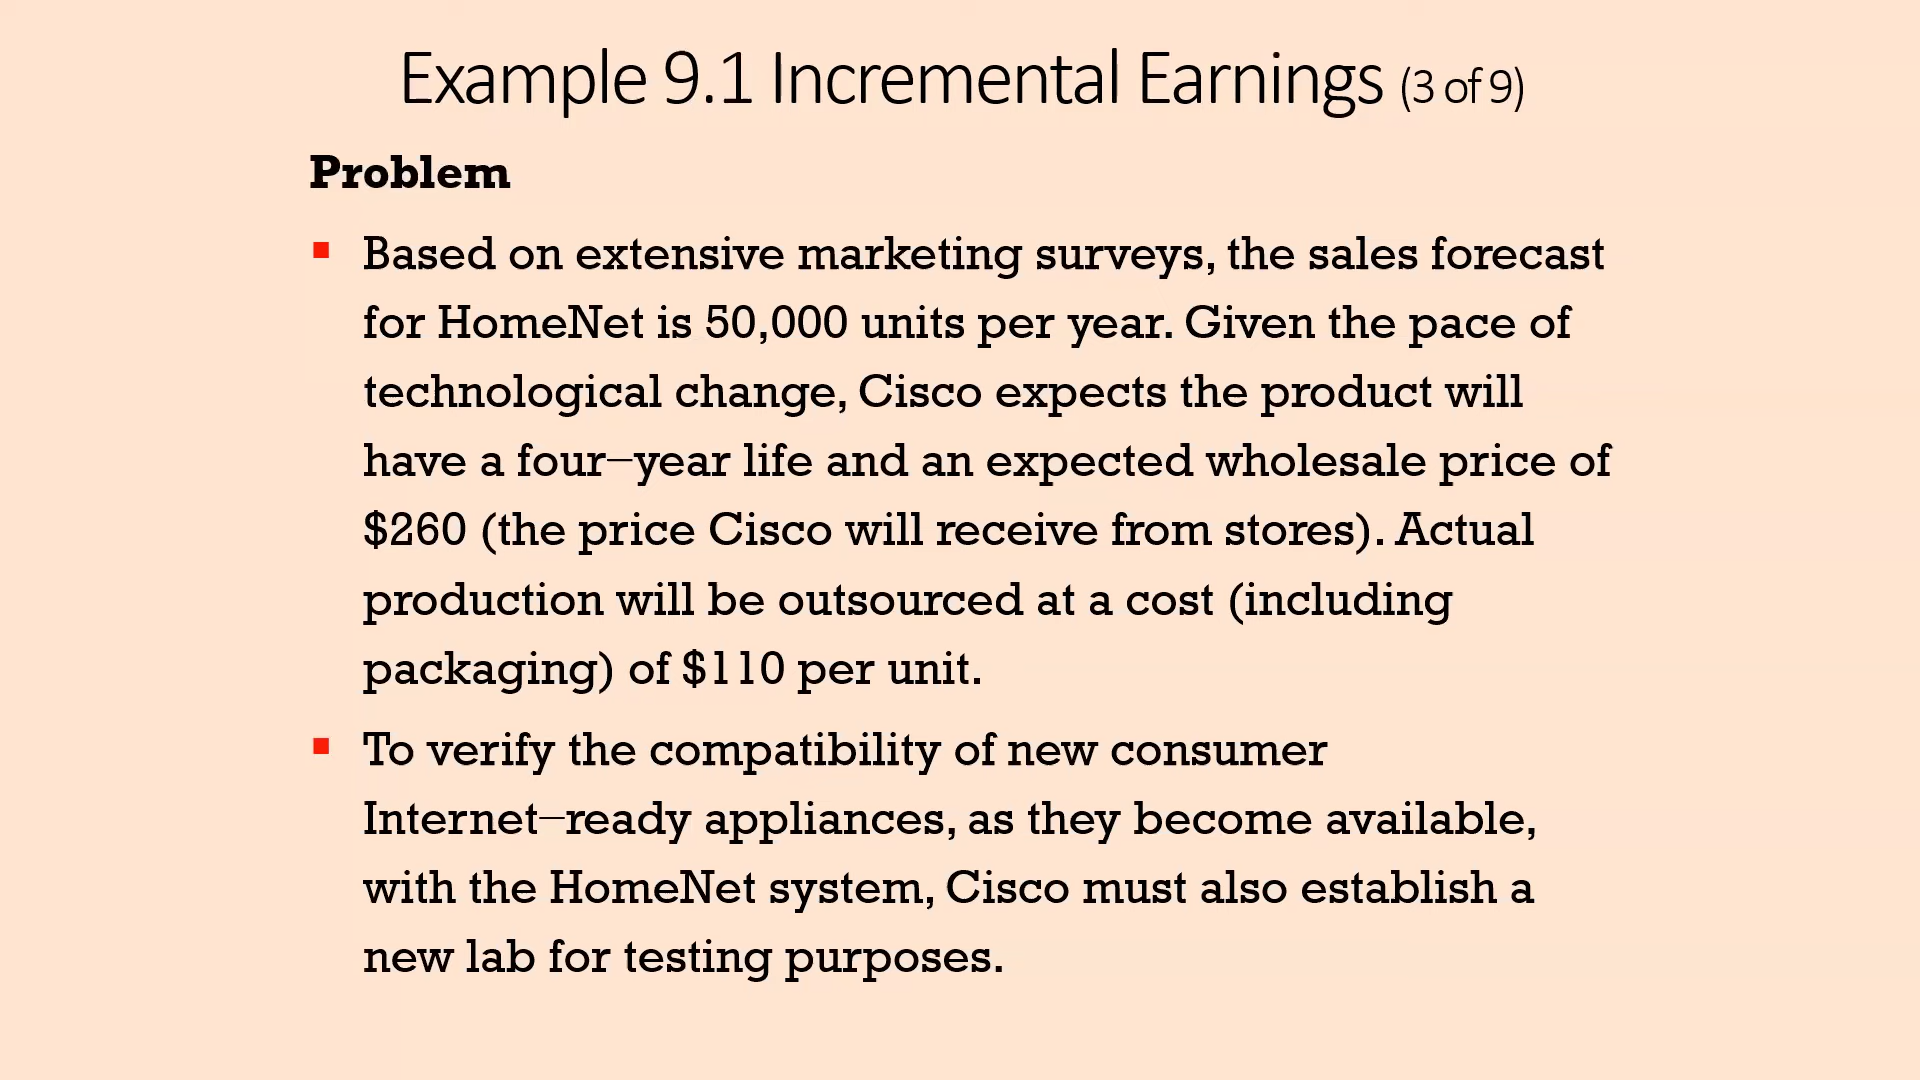 Example 9.1 Incremental Earnings (3 of 9)
Problem
▪ Based on extensive marketing surveys, the sales forecast
for HomeNet is 50,000 units per year. Given the pace of
technological change, Cisco expects the product will
have a four–year life and an expected wholesale price of
$260 (the price Cisco will receive from stores). Actual
production will be outsourced at a cost (including
packaging) of $110 per unit.
▪ To verify the compatibility of new consumer
Internet–ready appliances, as they become available,
with the HomeNet system, Cisco must also establish a
new lab for testing purposes.